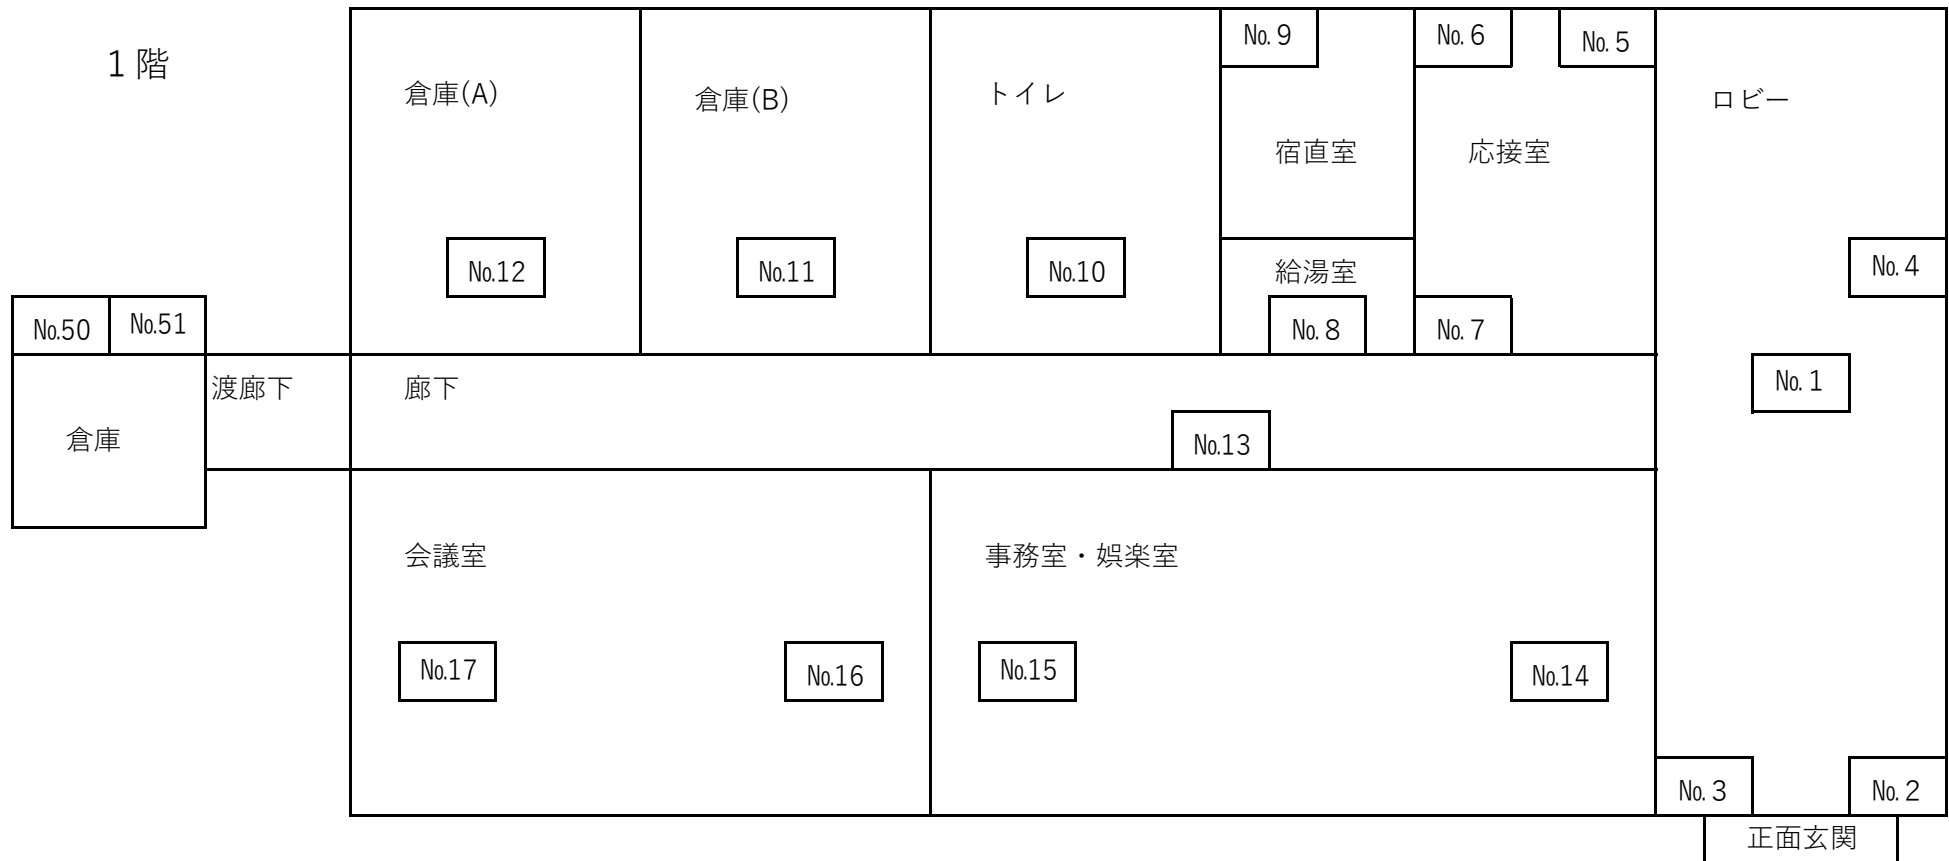 1 階
№. 9
№. 6
№. 5
倉庫(A)
倉庫(B)
トイレ
ロビー
宿直室
応接室
№.12
№.11
№.10
給湯室
№. 4
№.50
№.51
№. 8
№. 7
渡廊下
廊下
№. 1
倉庫
№.13
会議室
事務室・娯楽室
№.17
№.16
№.15
№.14
№. 3
№. 2
正面玄関